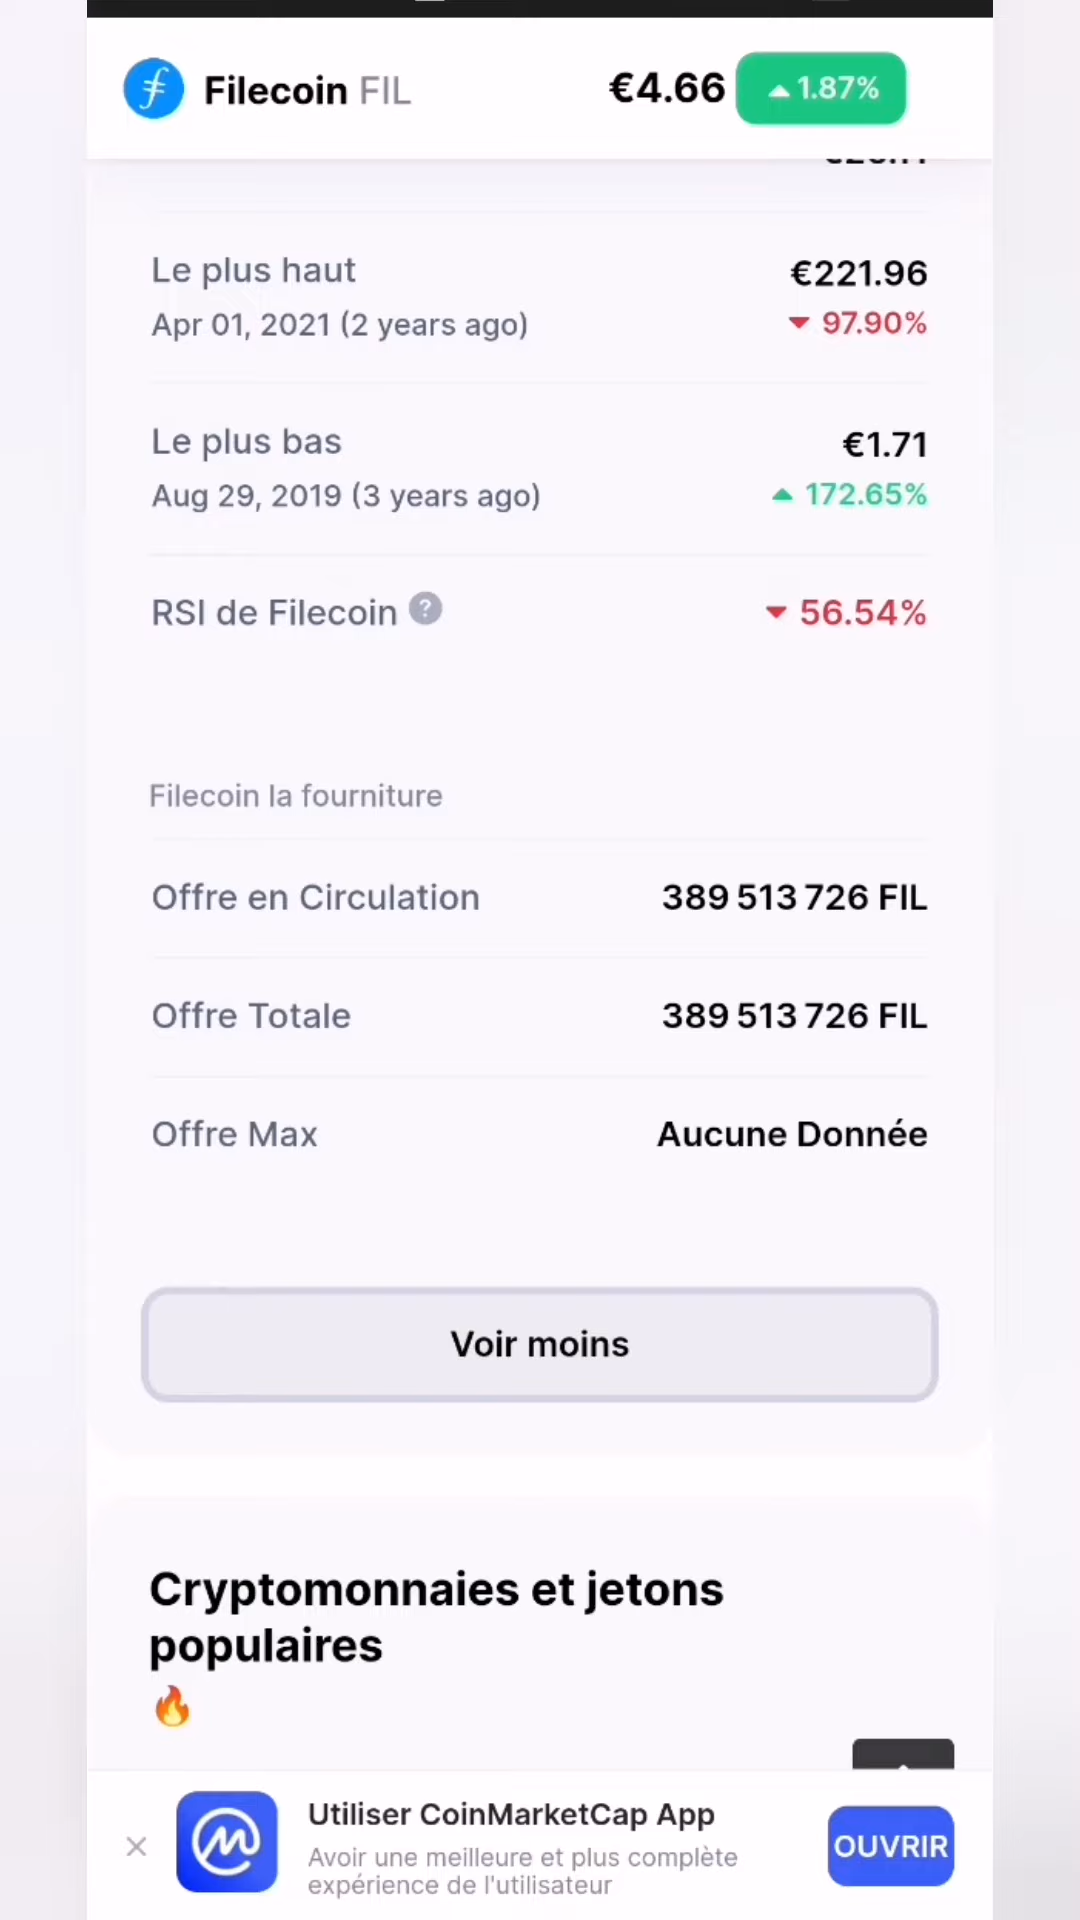 Filecoin FIL €4.66 1.87%
Le plus haut €221.96
Apr 01, 2021 (2 years ago) 97.90%
Le plus bas €1.71
Aug 29, 2019 (3 years ago) 172.65%
RSI de Filecoin ? 56.54%
Filecoin la fourniture
Offre en Circulation 389 513 726 FIL
Offre Totale 389 513 726 FIL
Offre Max Aucune Donnée
Voir moins
Cryptomonnaies et jetons
populaires
Utiliser CoinMarketCap App
Avoir une meilleure et plus complète
expérience de l'utilisateur
OUVRIR